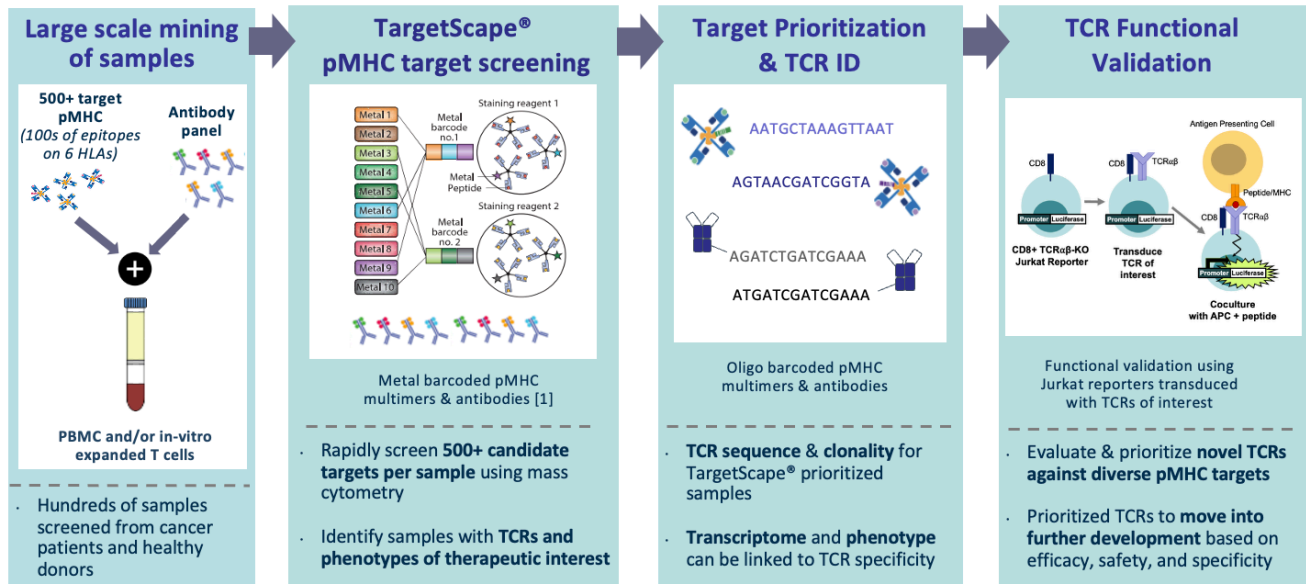 Large scale mining
of samples
500+ target
pMHC
(100s of epitopes
on 6 HLAs)
Antibody
panel
PBMC and/or in-vitro
expanded T cells
· Hundreds of samples
screened from cancer
patients and healthy
donors
TargetScape®
pMHC target screening
Metal 1
Metal 2
Metal 3
Metal 4
Metal 5
Metal 6
Metal 7
Metal 8
Metal 9
Metal 10
Metal
barcode
no.1
Staining reagent 1
Metal
Peptide
Metal
barcode
no. 2
Staining reagent 2
Metal barcoded pMHC
multimers & antibodies [1]
· Rapidly screen 500+ candidate
targets per sample using mass
cytometry
· Identify samples with TCRs and
phenotypes of therapeutic interest
Target Prioritization
& TCR ID
AATGCTAAAGTTAAT
AGTAACGATCGGTA
AGATCTGATCGAAA
ATGATCGATCGAAA
Oligo barcoded pMHC
multimers & antibodies
· TCR sequence & clonality for
TargetScape® prioritized
samples
· Transcriptome and phenotype
can be linked to TCR specificity
TCR Functional
Validation
Antigen Presenting Cell
CD8
Promoter Luciferase
CD8+ TCRαβ-KO
Jurkat Reporter
CD8
TCRαβ
Promoter Luciferase
Transduce
TCR of
interest
Peptide/MHC
CD8
TCRαβ
Promoter Luciferase
Coculture
with APC + peptide
Functional validation using
Jurkat reporters transduced
with TCRs of interest
· Evaluate & prioritize novel TCRs
against diverse pMHC targets
· Prioritized TCRs to move into
further development based on
efficacy, safety, and specificity